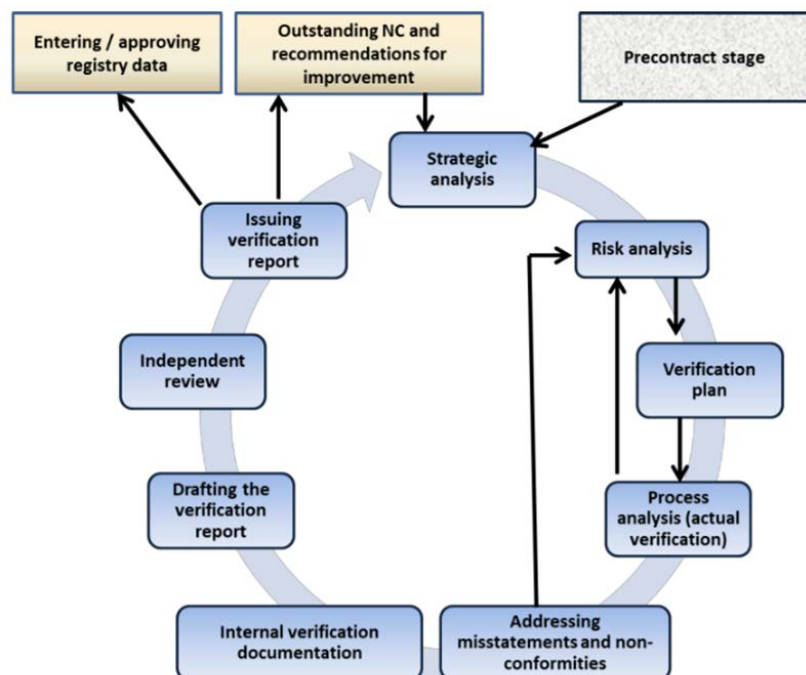 Entering / approving
registry data
Outstanding NC and
recommendations for
improvement
Precontract stage
Strategic
analysis
Issuing
verification
report
Risk analysis
Independent
review
Verification
plan
Drafting the
verification
report
Process
analysis (actual
verification)
Internal verification
documentation
Addressing
misstatements and non-
conformities